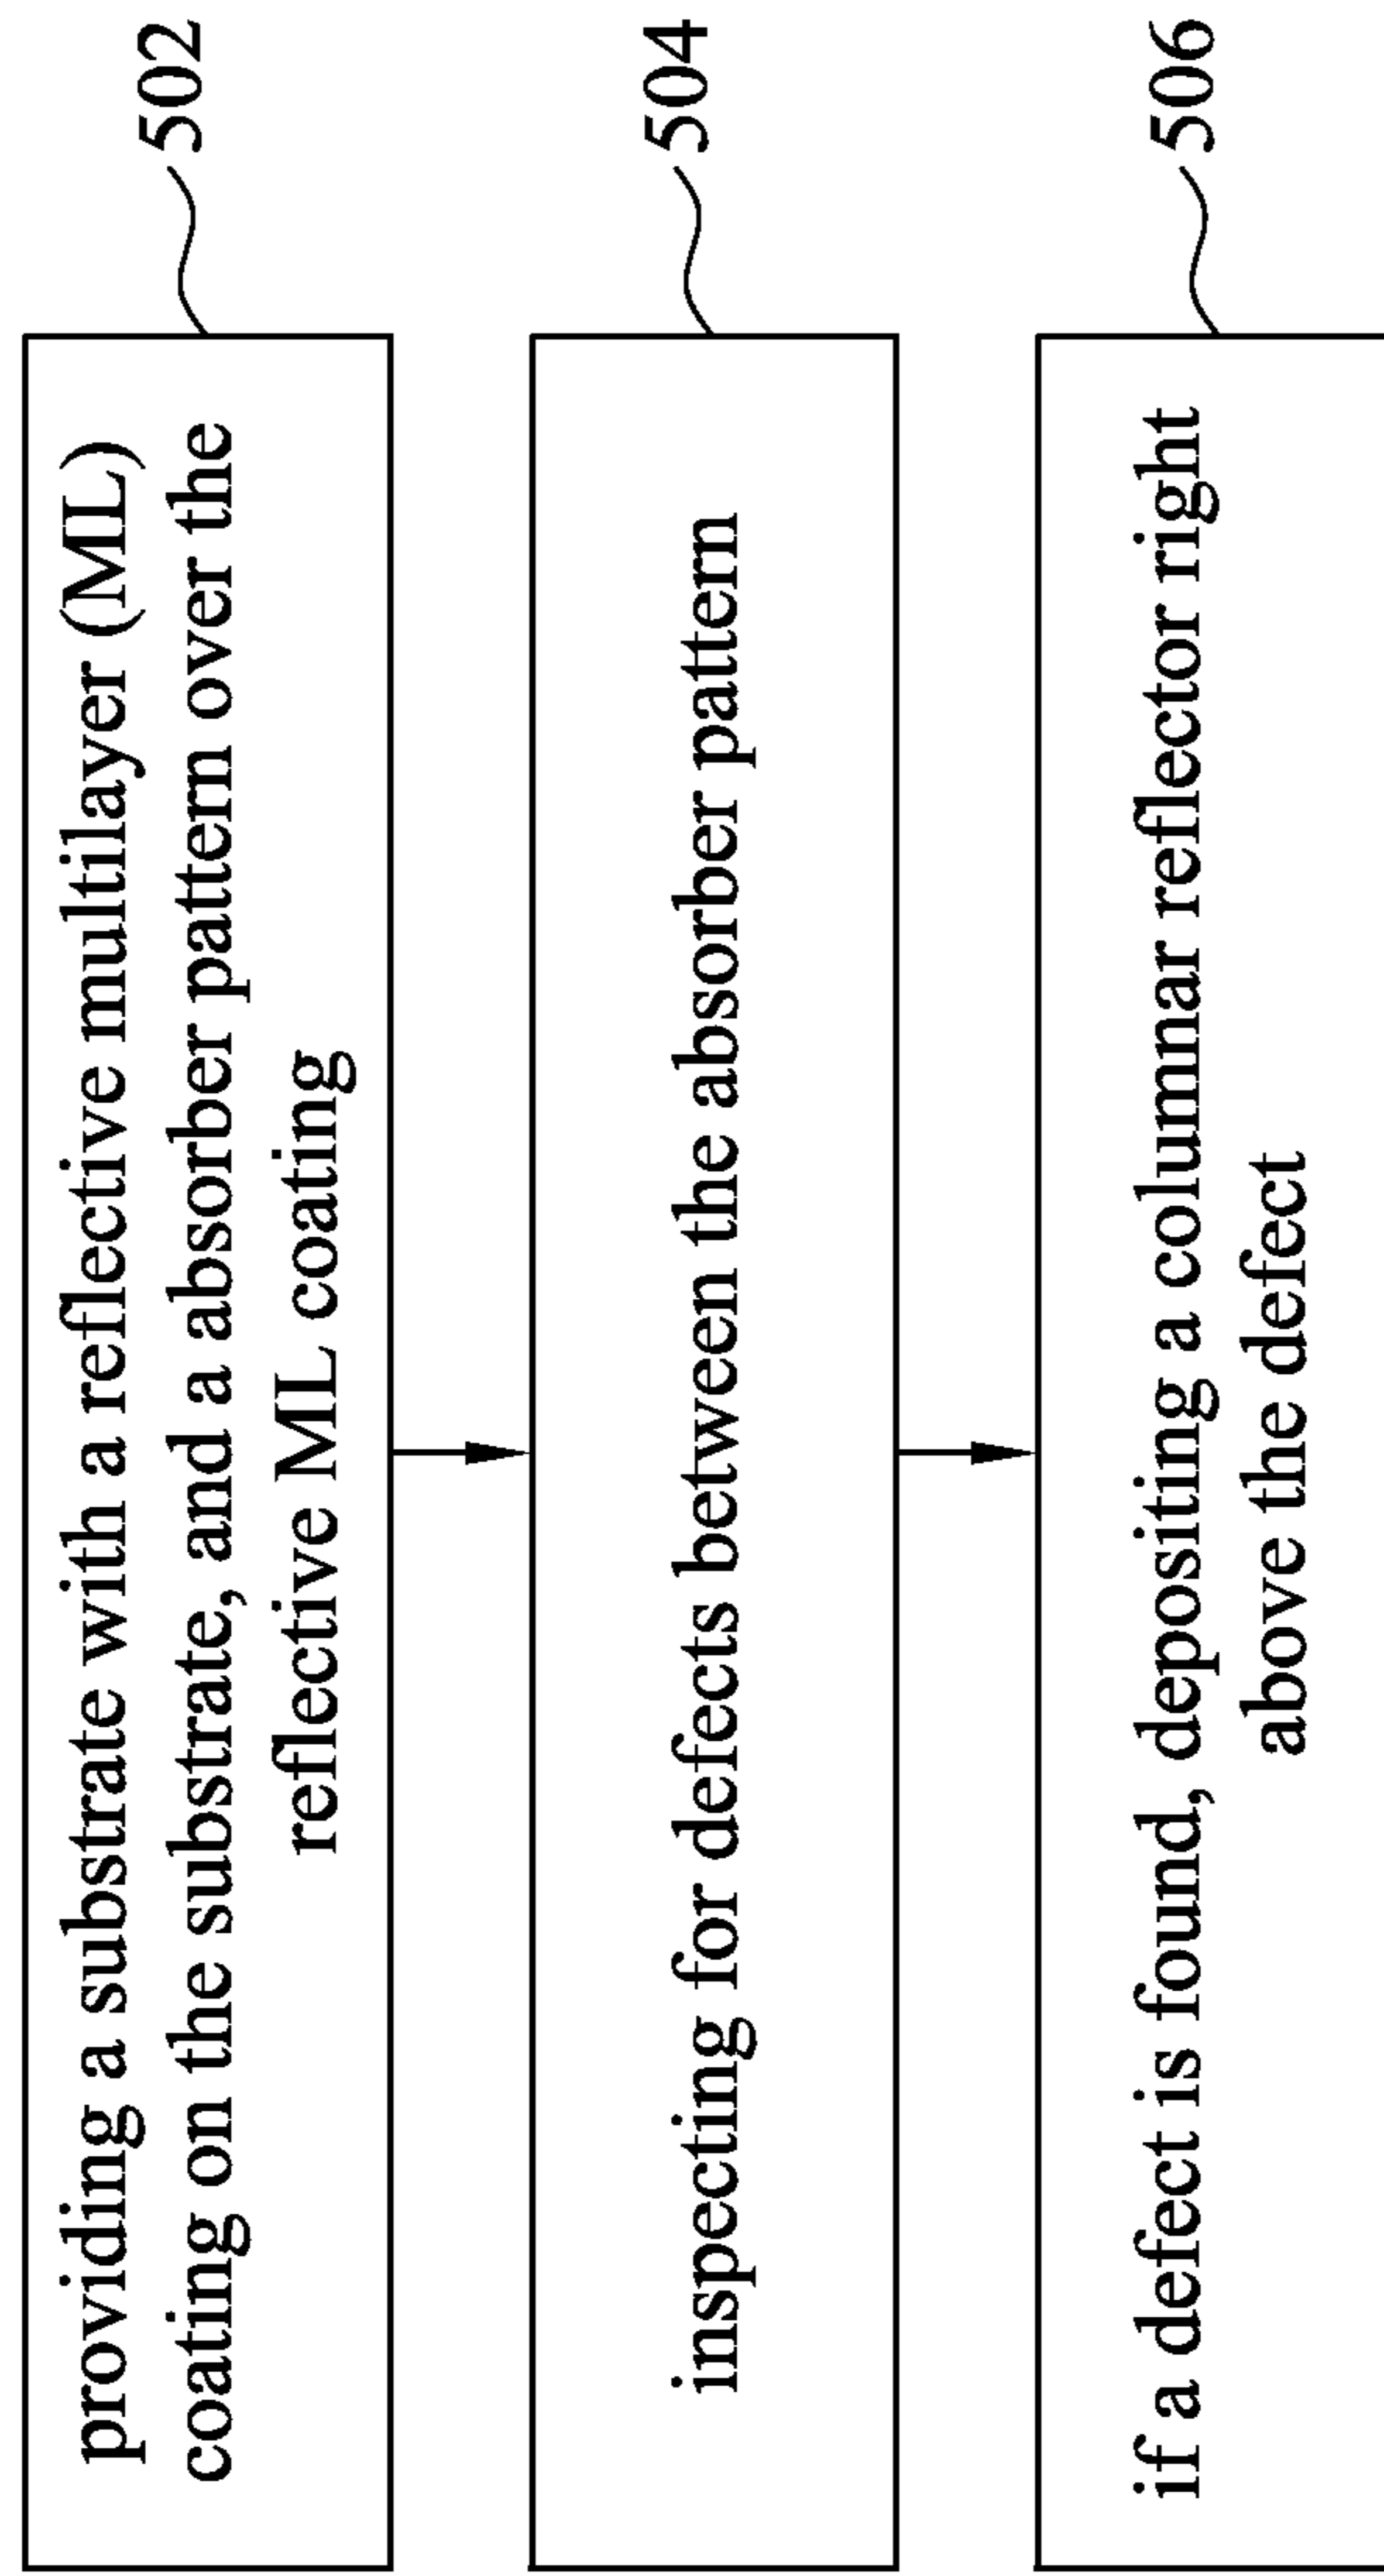 providing a substrate with a reflective multilayer (ML)
coating on the substrate, and a absorber pattern over the
reflective ML coating
502
inspecting for defects between the absorber pattern
504
if a defect is found, depositing a columnar reflector right
above the defect
506